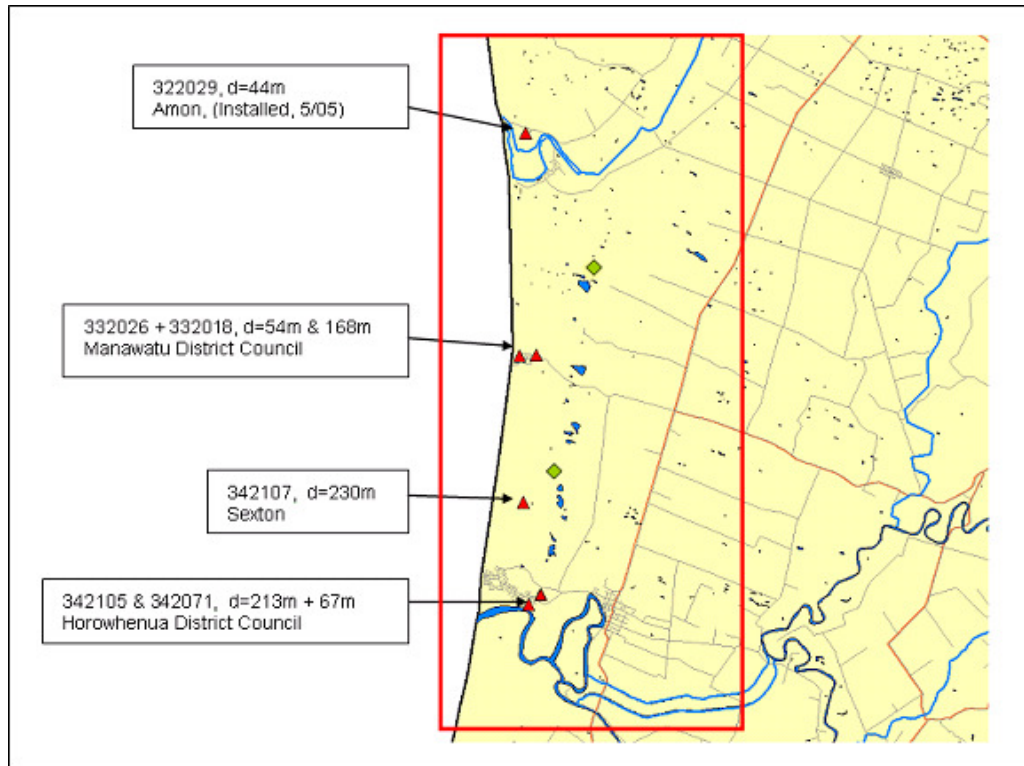 322029, d=44m
Amon, (Installed, 5/05)
332026 + 332018, d=54m & 168m
Manawatu District Council
342107, d=230m
Sexton
342105 & 342071, d=213m + 67m
Horowhenua District Council